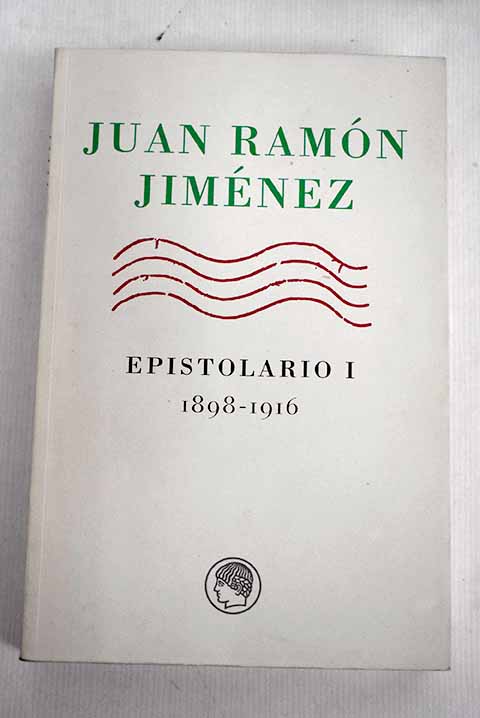 JUAN RAMÓN
JIMÉNEZ
EPISTOLARIO I
1898-1916